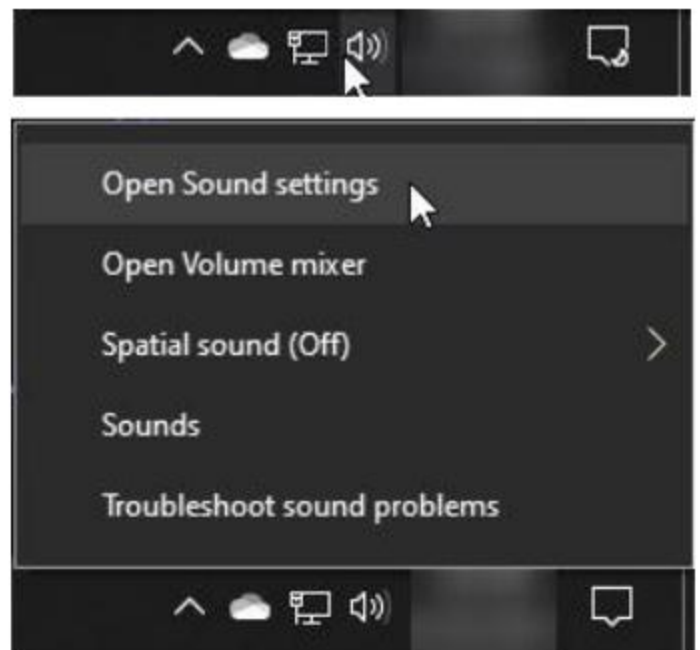 Open Sound settings
Open Volume mixer
Spatial sound (Off)
Sounds
Troubleshoot sound problems